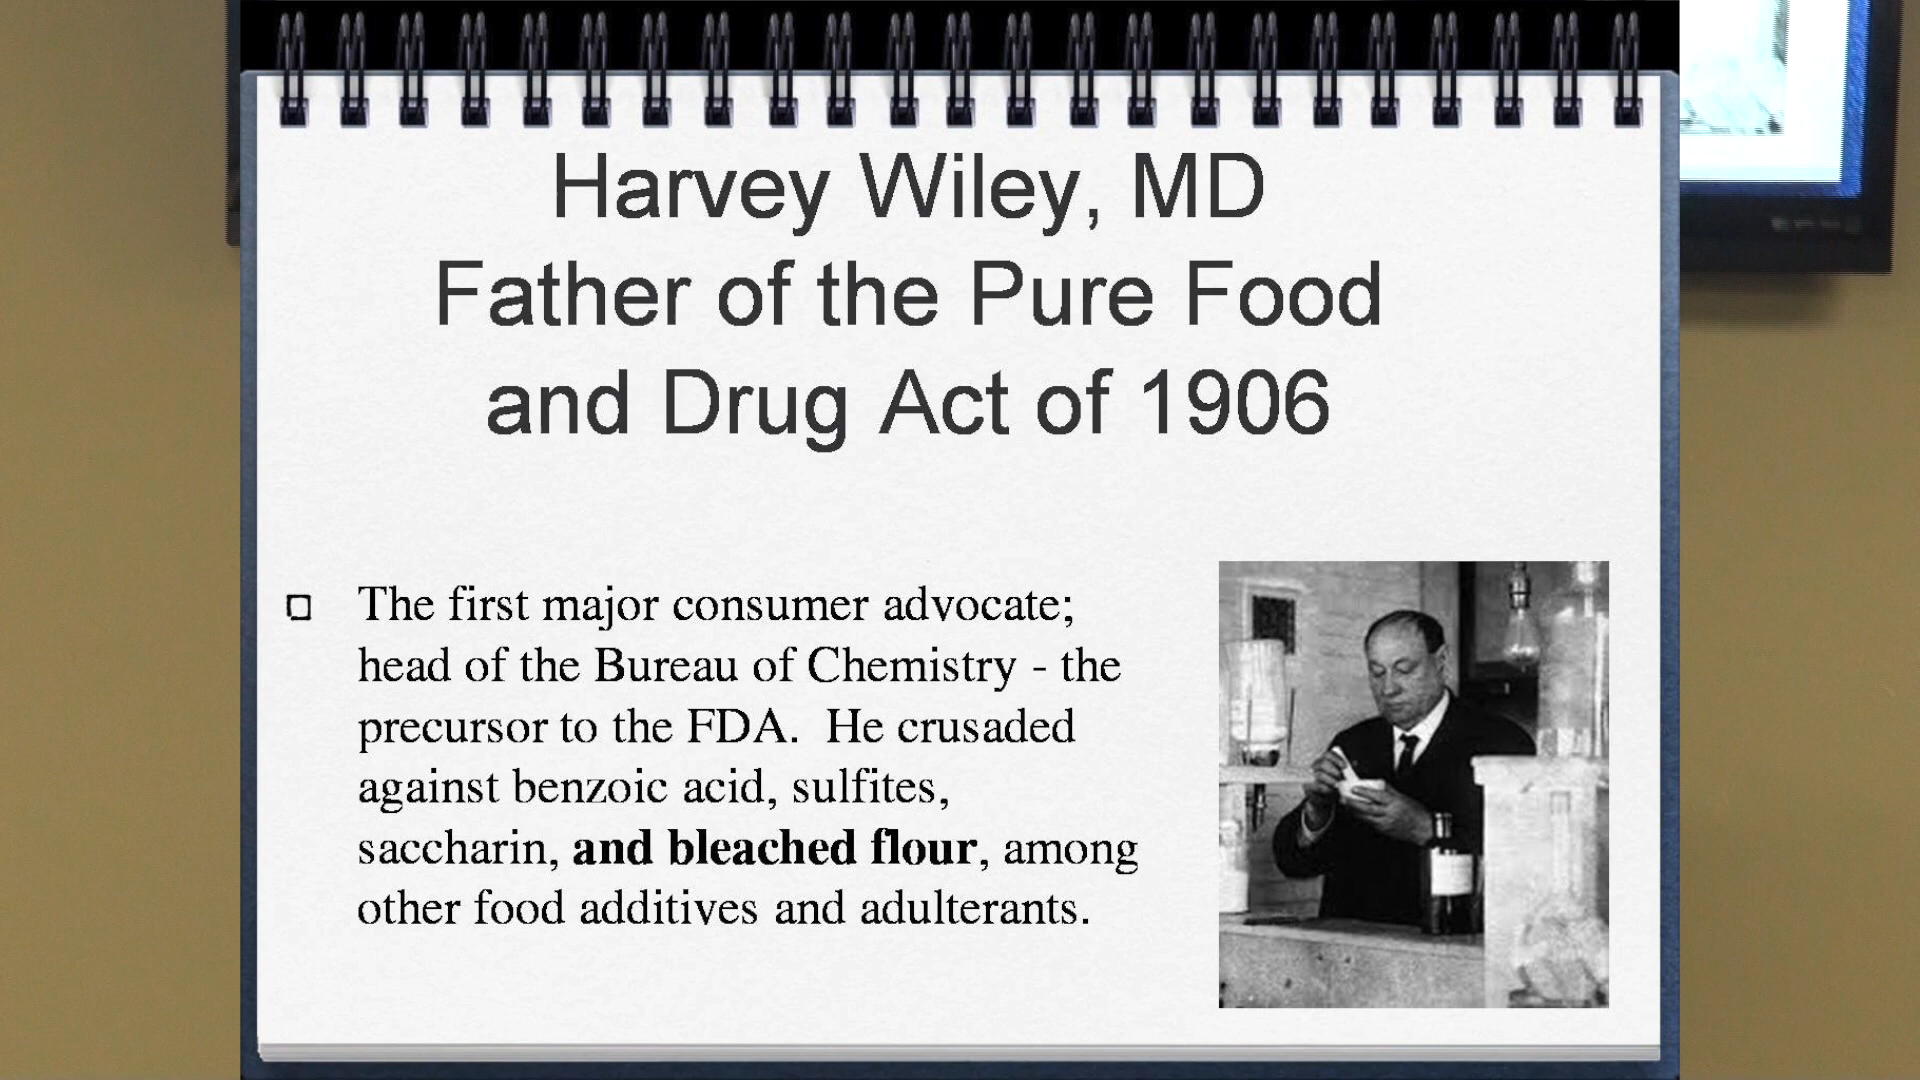 Harvey Wiley, MD
Father of the Pure Food
and Drug Act of 1906
The first major consumer advocate;
head of the Bureau of Chemistry - the
precursor to the FDA.  He crusaded
against benzoic acid, sulfites,
saccharin, and bleached flour, among
other food additives and adulterants.